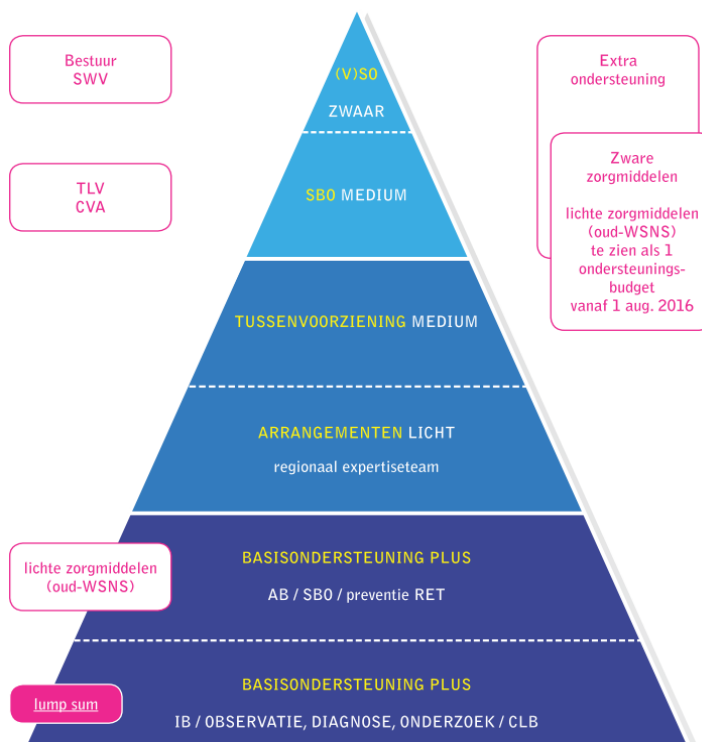 Bestuur
SWV
(V)SO
ZWAAR
Extra
ondersteuning
TLV
CVA
SBO MEDIUM
Zware
zorgmiddelen
lichte zorgmiddelen
(oud-WSNS)
te zien als 1
ondersteunings-
budget
vanaf 1 aug. 2016
TUSSENVOORZIENING MEDIUM
ARRANGEMENTEN LICHT
regionaal expertiseteam
lichte zorgmiddelen
(oud-WSNS)
BASISONDERSTEUNING PLUS
AB / SBO / preventie RET
lump sum
BASISONDERSTEUNING PLUS
IB / OBSERVATIE, DIAGNOSE, ONDERZOEK / CLB